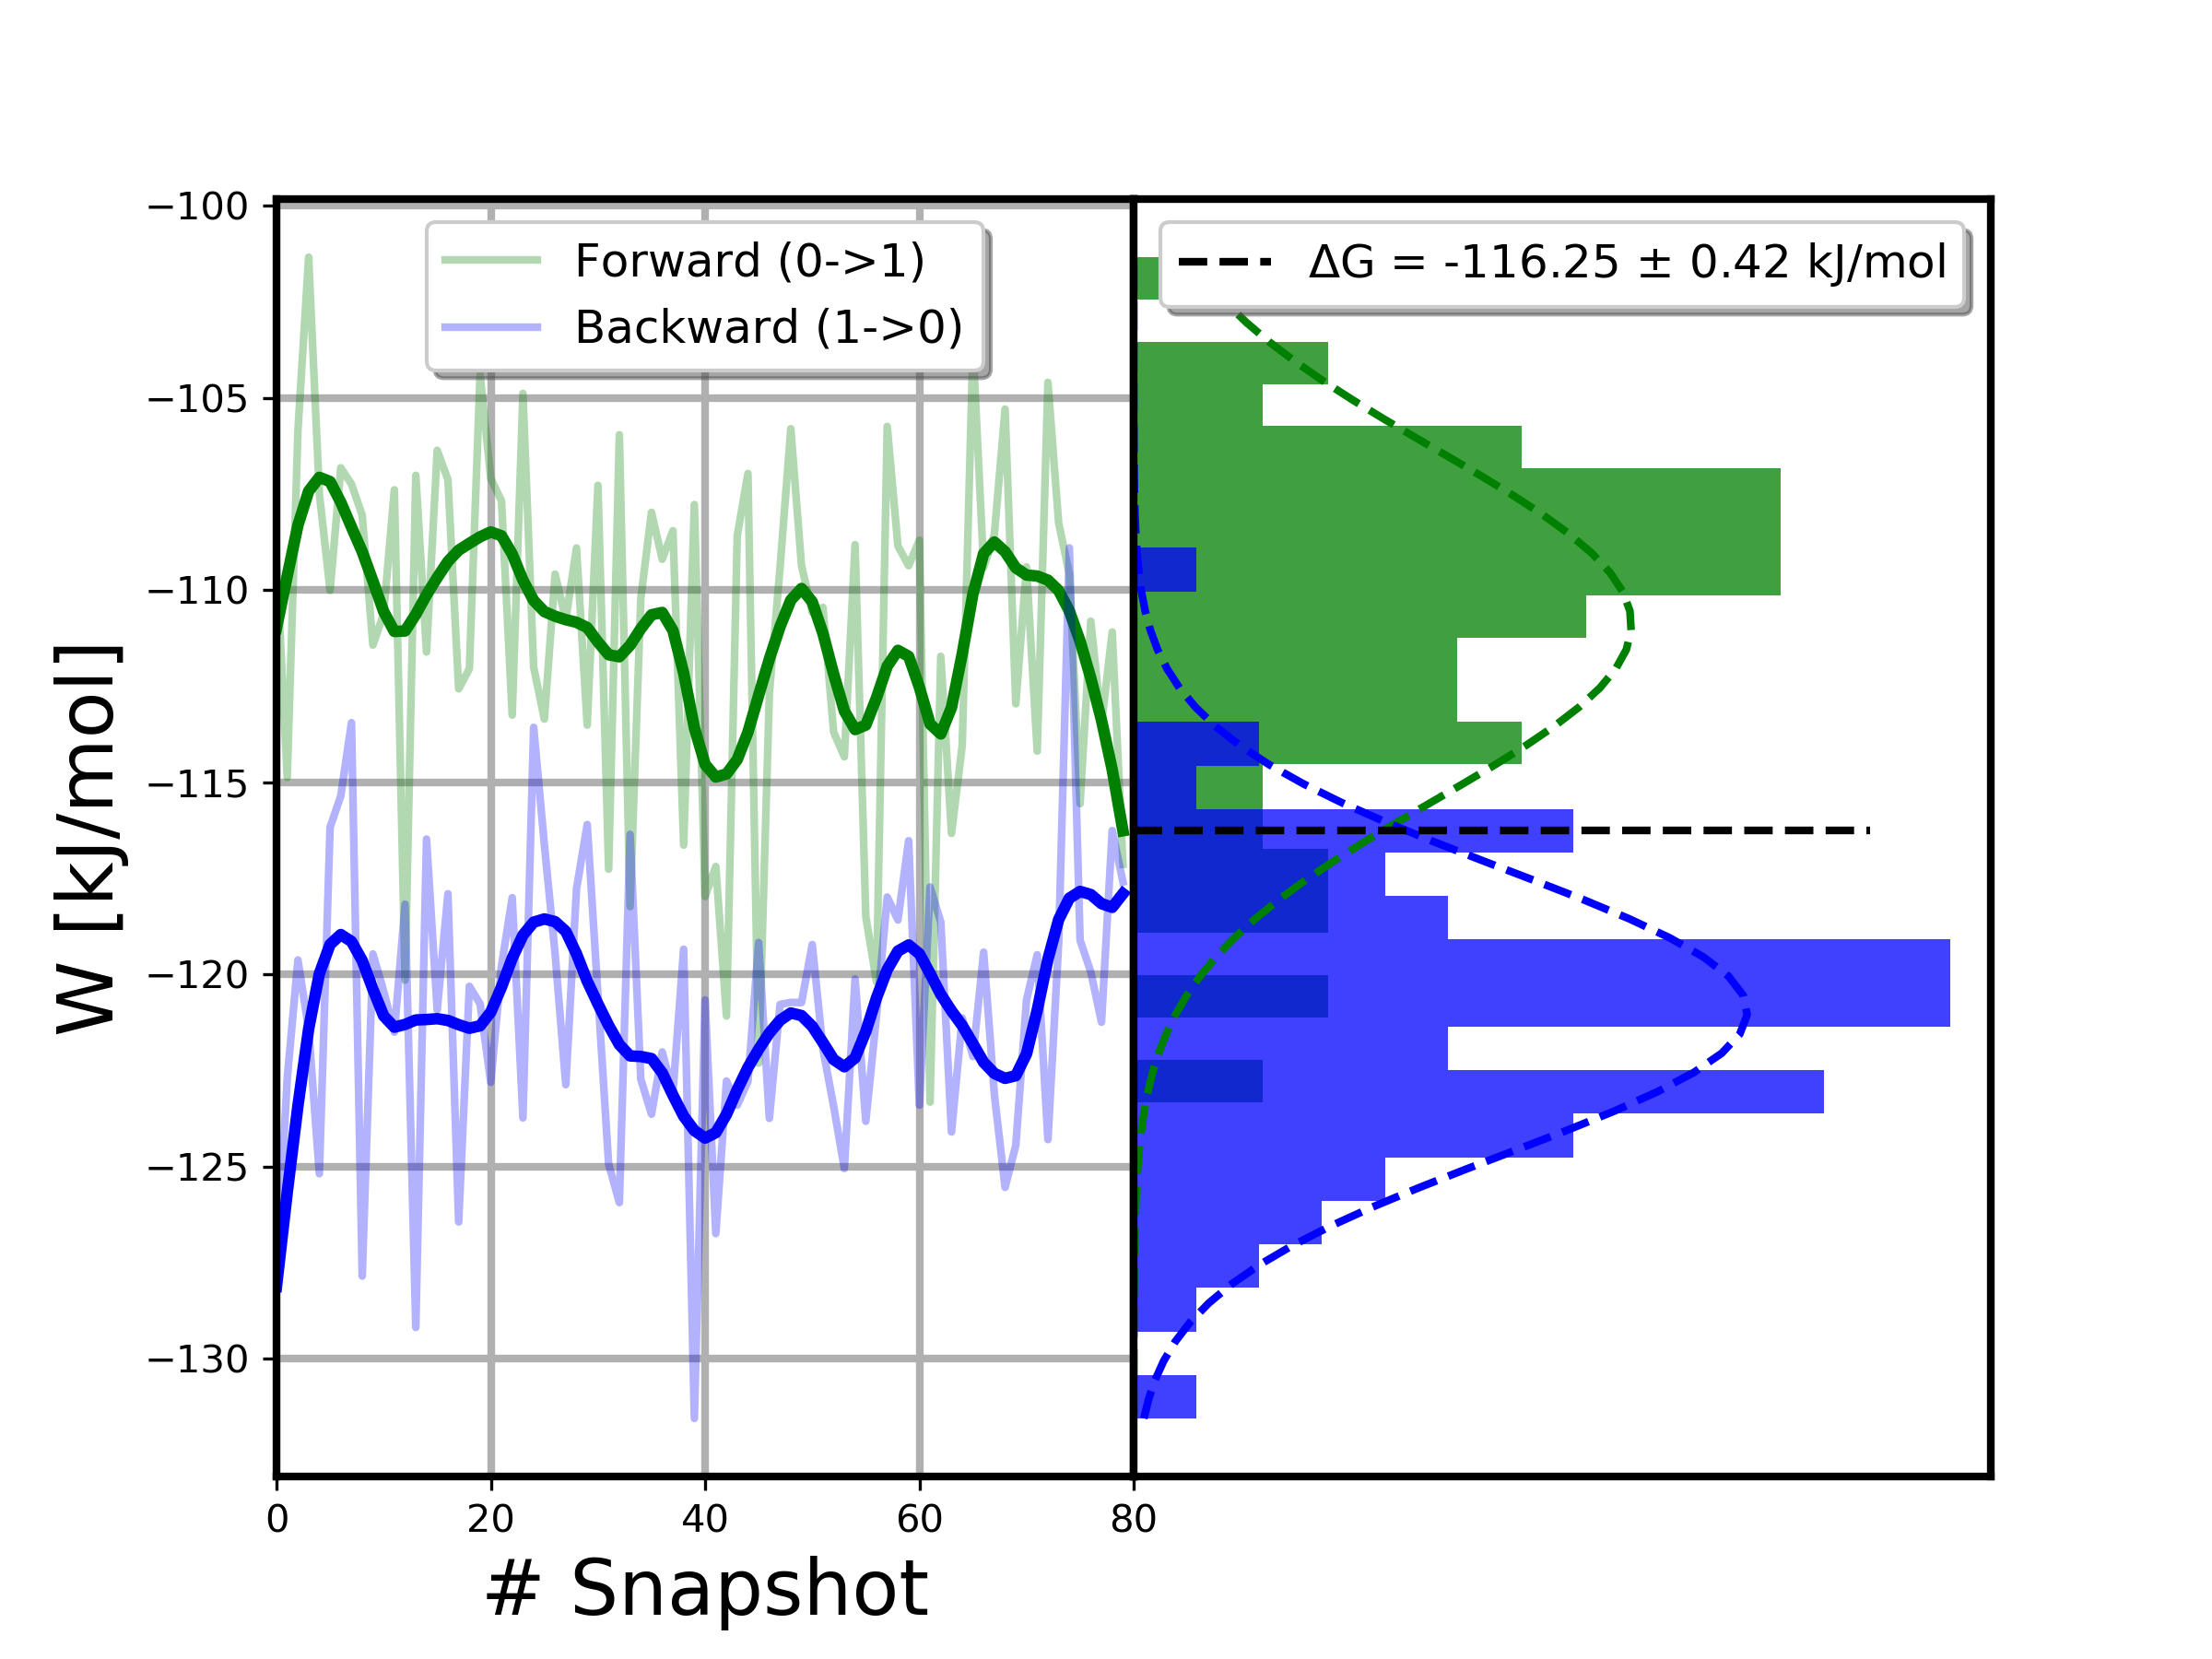 W [kJ/mol]
−100
−105
−110
−115
−120
−125
−130
Forward (0->1)
Backward (1->0)
ΔG = -116.25 ± 0.42 kJ/mol
0 20 40 60 80
# Snapshot